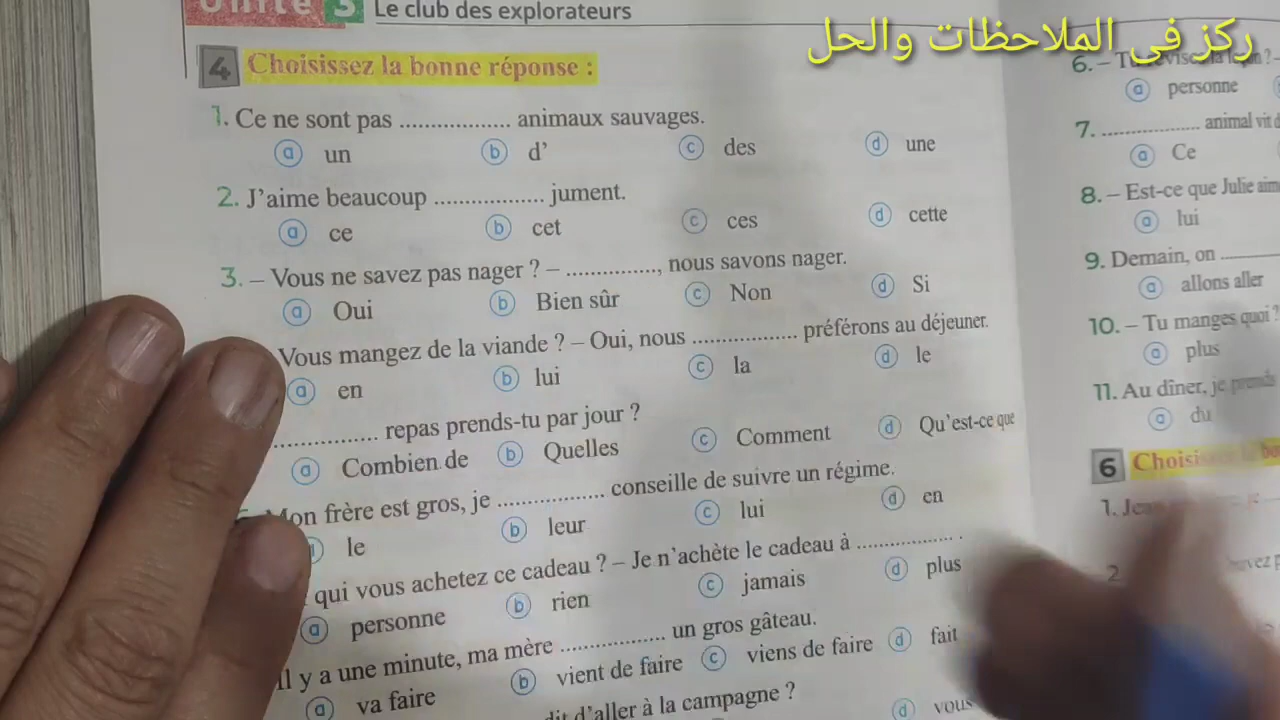 Unité 3 Le club des explorateurs
ركز فى الملاحظات والحل
4 Choisissez la bonne réponse :
1. Ce ne sont pas .................. animaux sauvages.
a un b d' c des d une
2. J'aime beaucoup .................. jument.
a ce b cet c ces d cette
3. – Vous ne savez pas nager ? – ..............., nous savons nager.
a Oui b Bien sûr c Non d Si
Vous mangez de la viande ? – Oui, nous .................. préférons au déjeuner.
a en b lui c la d le
.................. repas prends-tu par jour ?
a Combien de b Quelles c Comment d Qu'est-ce que
Mon frère est gros, je .................. conseille de suivre un régime.
le b leur c lui d en
qui vous achetez ce cadeau ? – Je n'achète le cadeau à .................. .
a personne b rien c jamais d plus
Il y a une minute, ma mère .................. un gros gâteau.
a va faire b vient de faire c viens de faire d fait
d'aller à la campagne ?
d vous
6. –
a personne
7. .................. animal vit
a Ce
8. – Est-ce que Julie
a lui
9. Demain, on
a allons aller
10. – Tu manges quoi ?
a plus
11. Au dîner, je prends
a du
6
1.
2